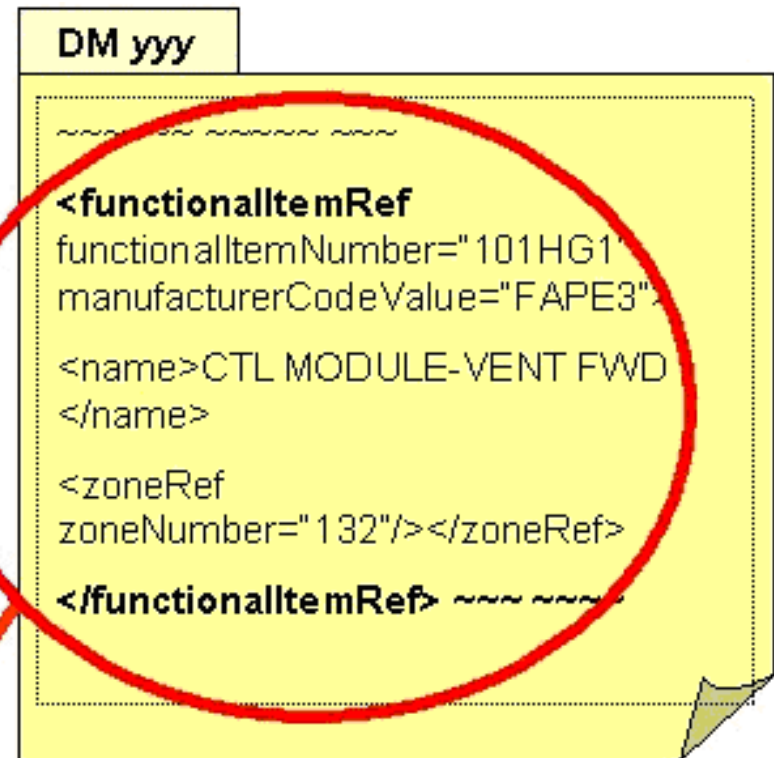 DM yyy
~~~~~~ ~~~~~ ~~~
<functionalItemRef
functionalItemNumber="101HG1"
manufacturerCodeValue="FAPE3">
<name>CTL MODULE-VENT FWD
</name>
<zoneRef
zoneNumber="132"/></zoneRef>
</functionalItemRef> ~~~ ~~~~